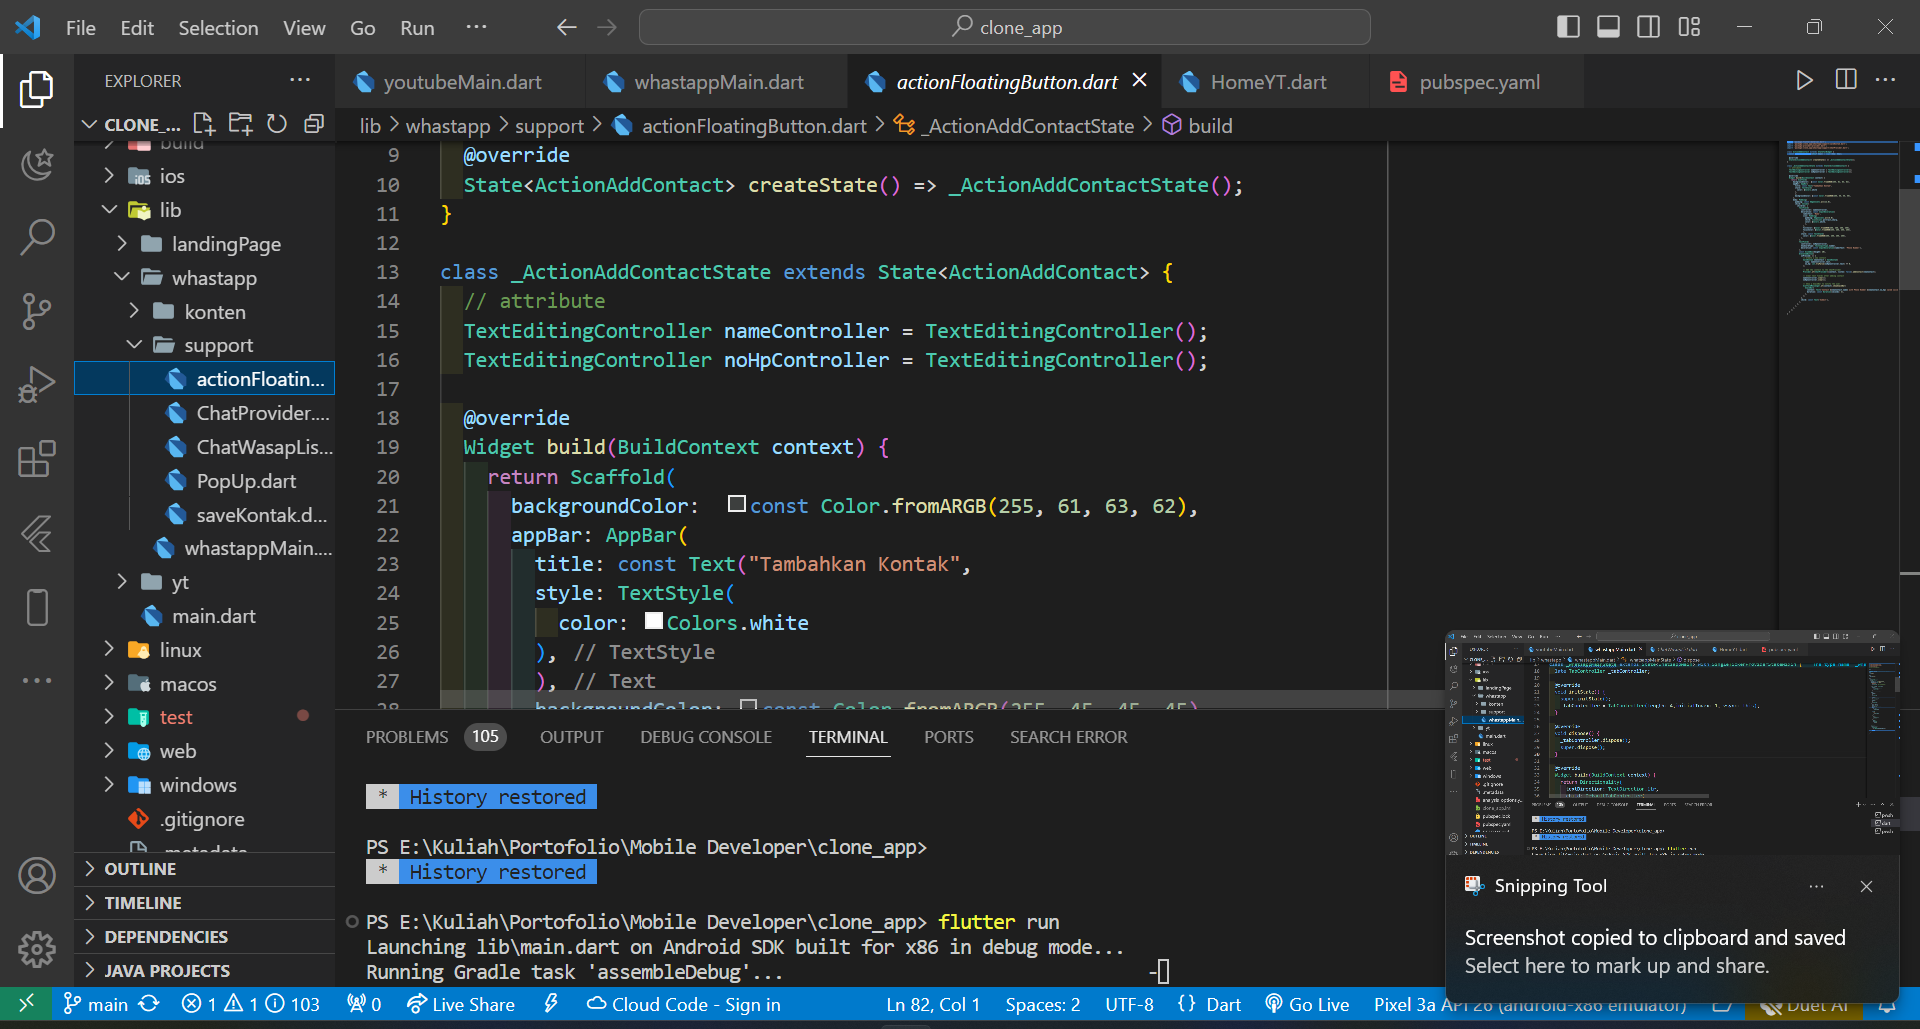 File Edit Selection View Go Run ··· clone_app
EXPLORER ···
youtubeMain.dart whastappMain.dart actionFloatingButton.dart HomeYT.dart pubspec.yaml
CLONE_...
lib > whastapp > support > actionFloatingButton.dart > _ActionAddContactState > build
build
ios
lib
landingPage
whastapp
konten
support
actionFloatin...
ChatProvider....
ChatWasapLis...
PopUp.dart
saveKontak.d...
whastappMain....
yt
main.dart
linux
macos
test
web
windows
.gitignore
.metadata
OUTLINE
TIMELINE
DEPENDENCIES
JAVA PROJECTS
9 @override
10 State<ActionAddContact> createState() => _ActionAddContactState();
11 }
12
13 class _ActionAddContactState extends State<ActionAddContact> {
14 // attribute
15 TextEditingController nameController = TextEditingController();
16 TextEditingController noHpController = TextEditingController();
17
18 @override
19 Widget build(BuildContext context) {
20 return Scaffold(
21 backgroundColor: const Color.fromARGB(255, 61, 63, 62),
22 appBar: AppBar(
23 title: const Text("Tambahkan Kontak",
24 style: TextStyle(
25 color: Colors.white
26 ), // TextStyle
27 ), // Text
28 backgroundColor: const Color.fromARGB(255, 45, 45, 45)
PROBLEMS 105 OUTPUT DEBUG CONSOLE TERMINAL PORTS SEARCH ERROR
* History restored
PS E:\Kuliah\Portofolio\Mobile Developer\clone_app>
* History restored
PS E:\Kuliah\Portofolio\Mobile Developer\clone_app> flutter run
Launching lib\main.dart on Android SDK built for x86 in debug mode...
Running Gradle task 'assembleDebug'... -
Snipping Tool ···
Screenshot copied to clipboard and saved
Select here to mark up and share.
main 1 1 103 0 Live Share Cloud Code - Sign in Ln 82, Col 1 Spaces: 2 UTF-8 {} Dart Go Live Pixel 3a API 26 (android-x86 emulator) Duet AI